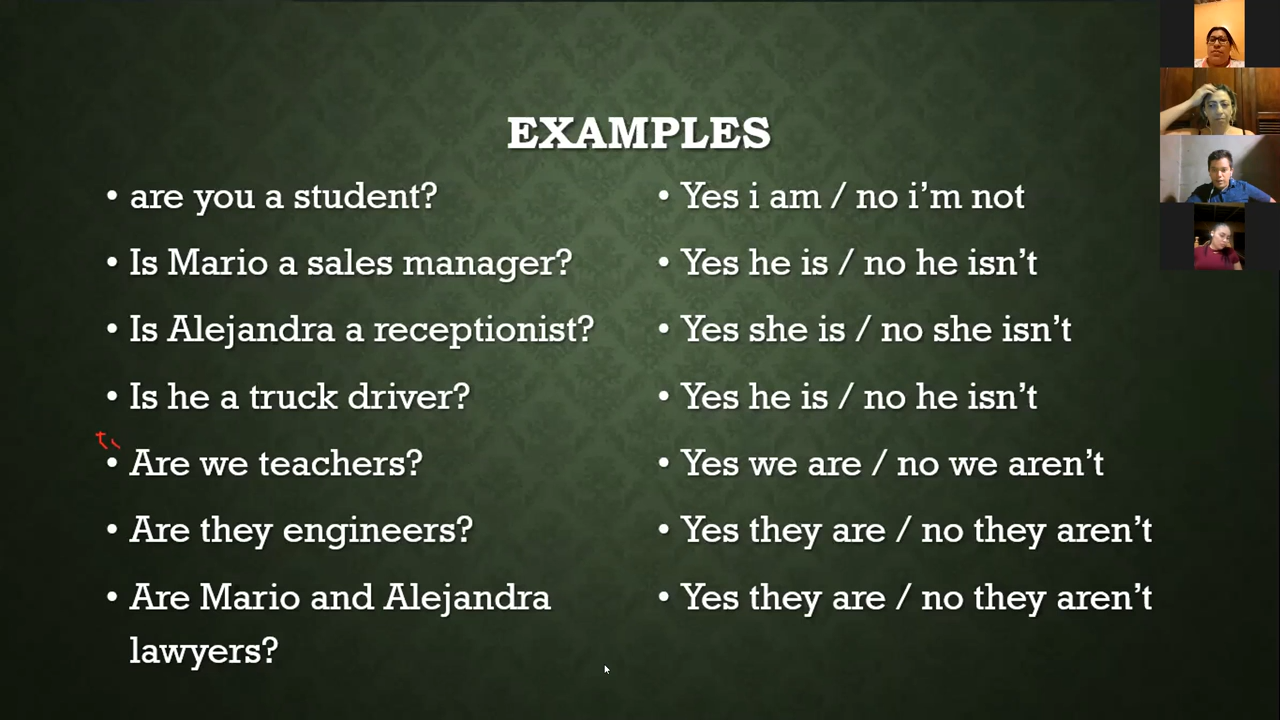 EXAMPLES
• are you a student?
• Yes i am / no i’m not
• Is Mario a sales manager?
• Yes he is / no he isn’t
• Is Alejandra a receptionist?
• Yes she is / no she isn’t
• Is he a truck driver?
• Yes he is / no he isn’t
• Are we teachers?
• Yes we are / no we aren’t
• Are they engineers?
• Yes they are / no they aren’t
• Are Mario and Alejandra
lawyers?
• Yes they are / no they aren’t